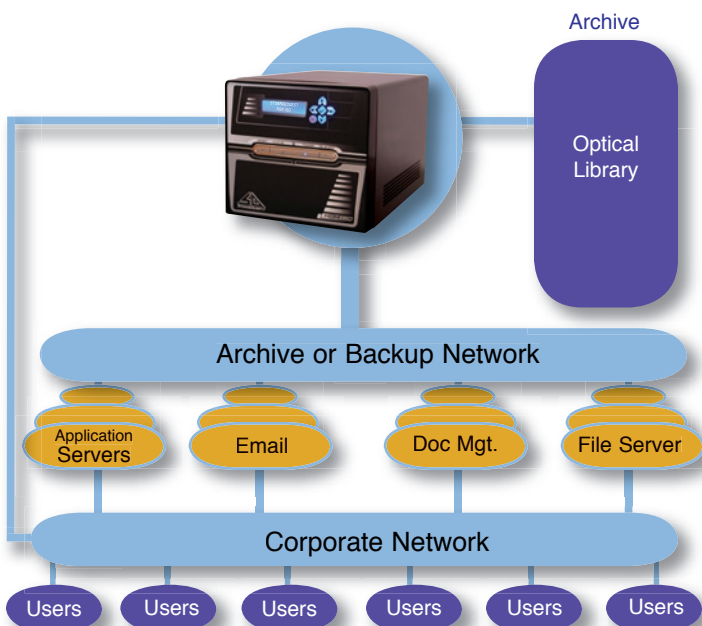 Archive
Optical
Library
Archive or Backup Network
Application
Servers
Email
Doc Mgt.
File Server
Corporate Network
Users
Users
Users
Users
Users
Users